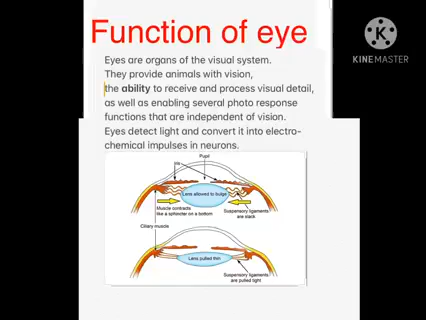 Function of eye
KINEMASTER
Eyes are organs of the visual system.
They provide animals with vision,
the ability to receive and process visual detail,
as well as enabling several photo response
functions that are independent of vision.
Eyes detect light and convert it into electro-
chemical impulses in neurons.
Pupil
Iris
Lens allowed to bulge
Muscle contracts
like a sphincter on a bottom
Suspensory ligaments
are slack
Ciliary muscle
Lens pulled thin
Suspensory ligaments
are pulled tight